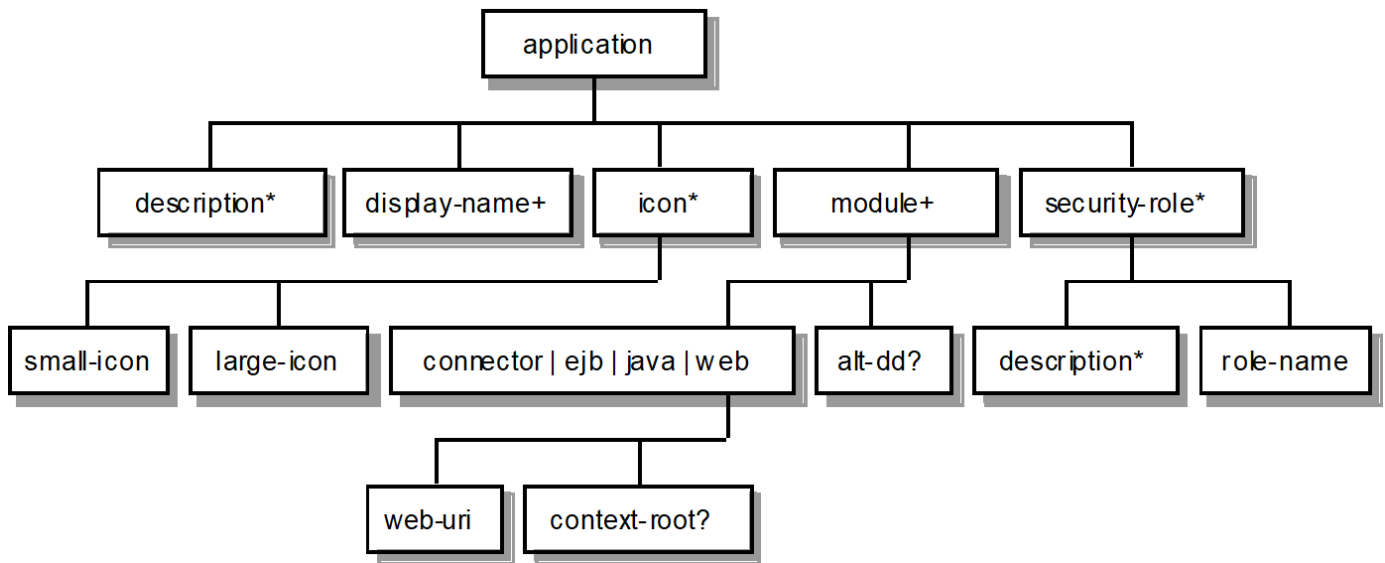 application
description*
display-name+
icon*
module+
security-role*
small-icon
large-icon
connector | ejb | java | web
alt-dd?
description*
role-name
web-uri
context-root?